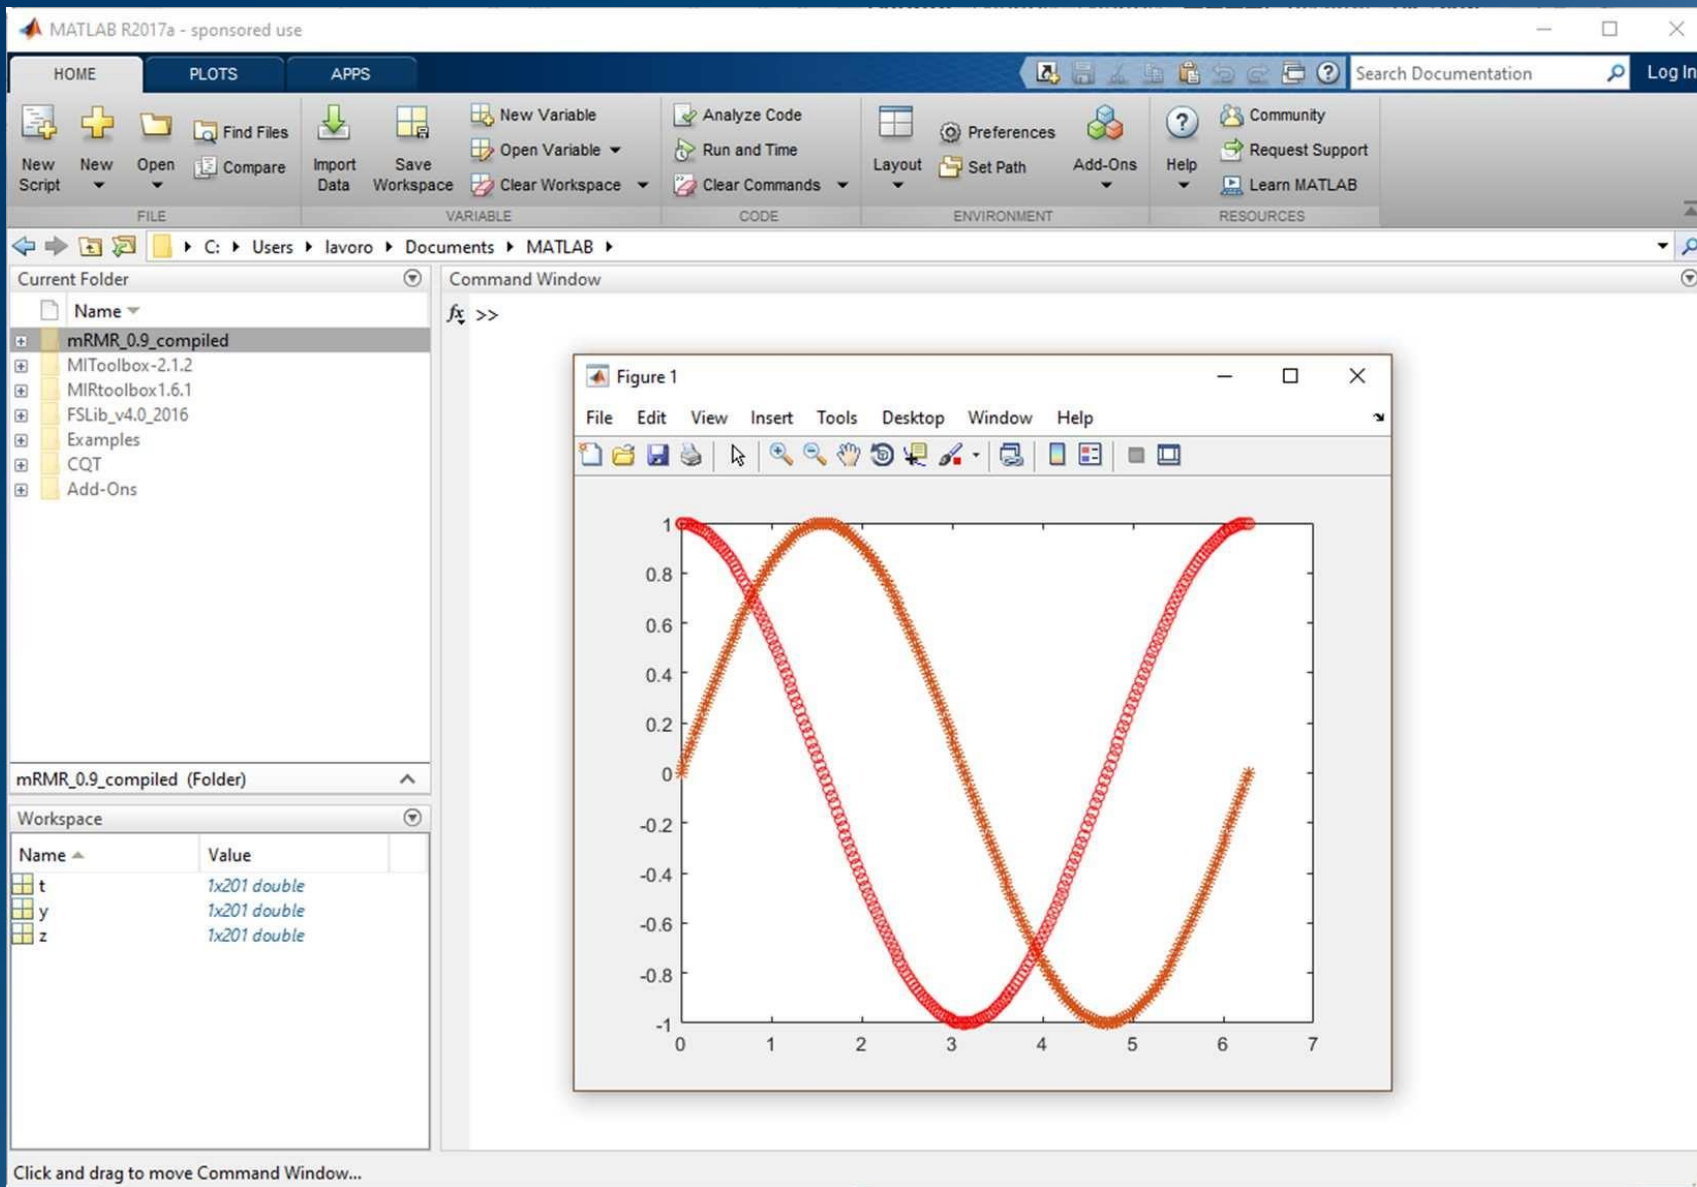 MATLAB R2017a - sponsored use
HOME PLOTS APPS
Search Documentation Log In
New Script New Open Find Files Compare
Import Data Save Workspace New Variable Open Variable Clear Workspace
Analyze Code Run and Time Clear Commands
Layout Preferences Set Path Add-Ons
Help Community Request Support Learn MATLAB
FILE VARIABLE CODE ENVIRONMENT RESOURCES
C: Users lavoro Documents MATLAB
Current Folder
Name
mRMR_0.9_compiled
MIToolbox-2.1.2
MIRtoolbox1.6.1
FSLib_v4.0_2016
Examples
CQT
Add-Ons
mRMR_0.9_compiled (Folder)
Workspace
Name Value
t 1x201 double
y 1x201 double
z 1x201 double
Command Window
fx >>
Figure 1
File Edit View Insert Tools Desktop Window Help
1
0.8
0.6
0.4
0.2
0
-0.2
-0.4
-0.6
-0.8
-1
0 1 2 3 4 5 6 7
Click and drag to move Command Window...